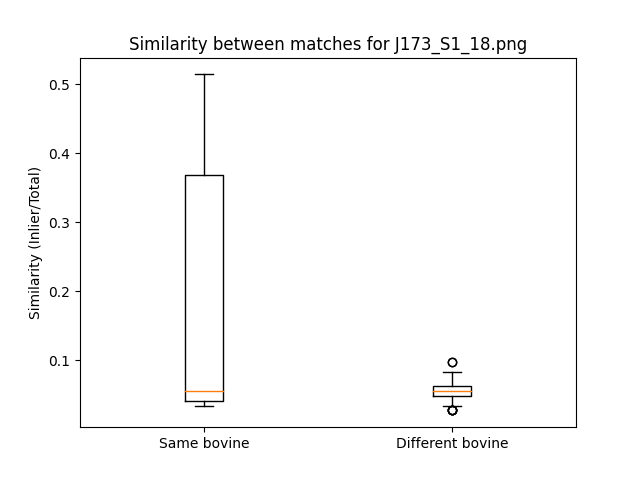 Similarity between matches for J173_S1_18.png
Similarity (Inlier/Total)
0.5
0.4
0.3
0.2
0.1
Same bovine
Different bovine